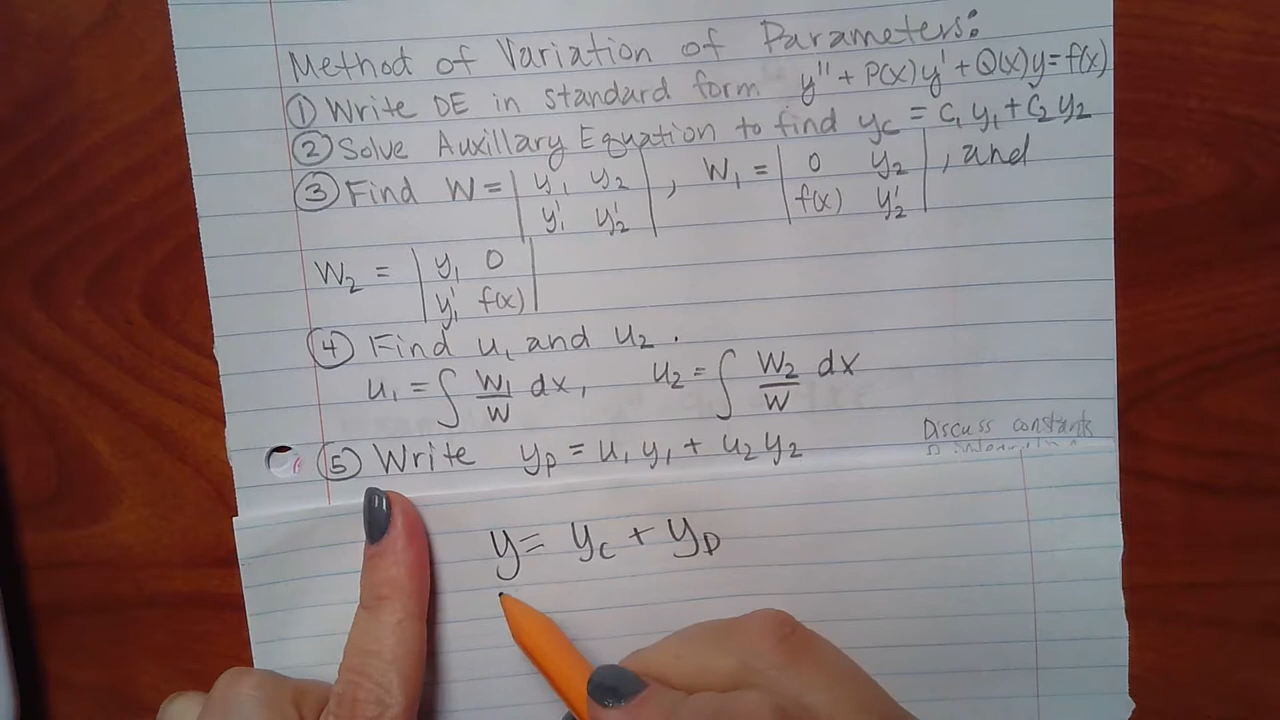 Method of Variation of Parameters:
① Write DE in standard form y'' + P(x)y' + Q(x)y = f(x)
② Solve Auxillary Equation to find yc = c₁y₁ + c₂y₂
③ Find W = | y₁ y₂ | , W₁ = | 0 y₂ | , and
| y₁' y₂' | | f(x) y₂' |
W₂ = | y₁ 0 |
| y₁' f(x) |
④ Find u₁ and u₂.
u₁ = ∫ W₁/W dx, u₂ = ∫ W₂/W dx
Discuss constants
⑤ Write yp = u₁y₁ + u₂y₂
y = yc + yp